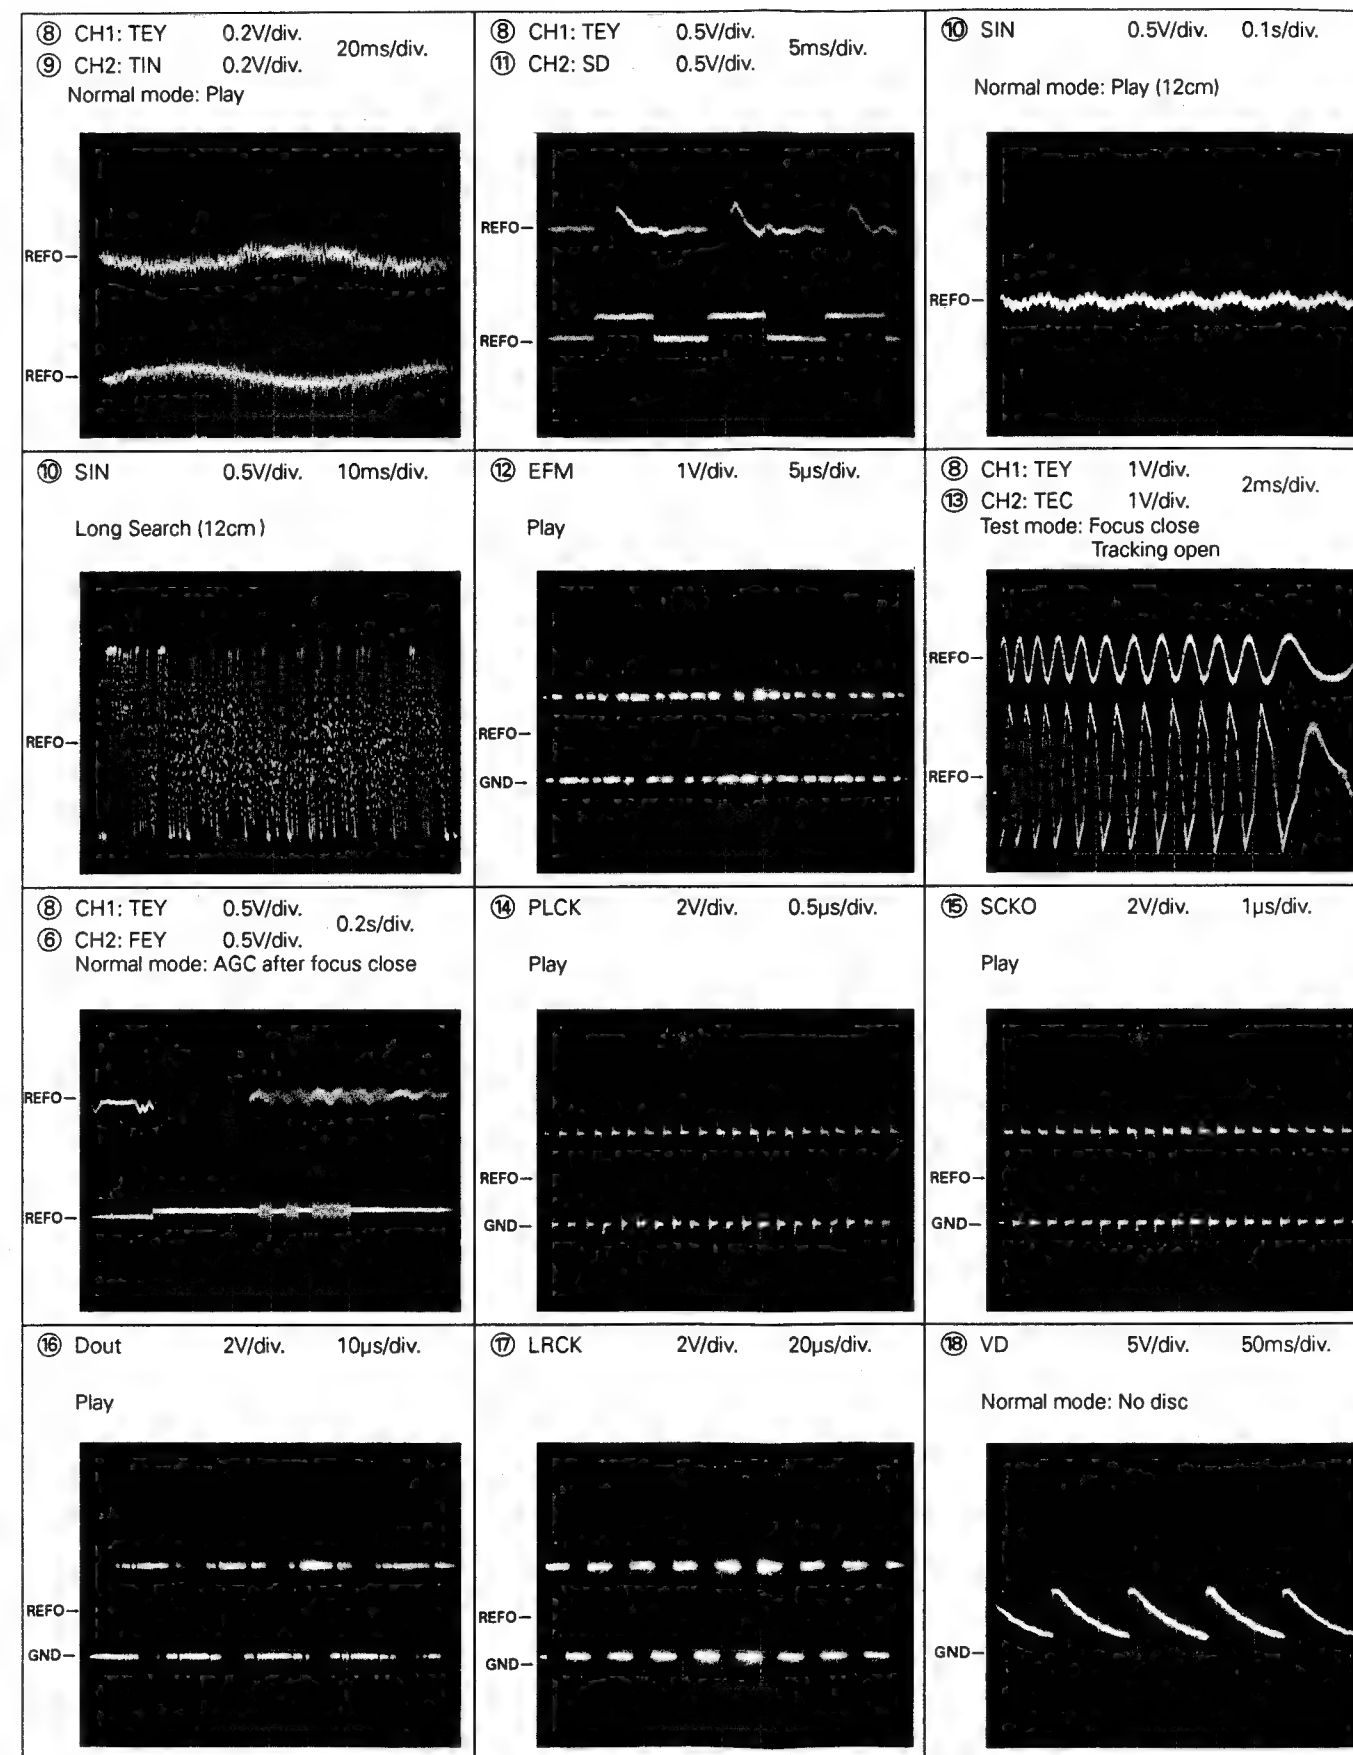 ⑧ CH1: TEY 0.2V/div. 20ms/div.
⑨ CH2: TIN 0.2V/div.
Normal mode: Play
REFO
REFO
⑧ CH1: TEY 0.5V/div. 5ms/div.
⑪ CH2: SD 0.5V/div.
REFO
REFO
⑩ SIN 0.5V/div. 0.1s/div.
Normal mode: Play (12cm)
REFO
⑩ SIN 0.5V/div. 10ms/div.
Long Search (12cm)
REFO
⑫ EFM 1V/div. 5µs/div.
Play
REFO
GND
⑧ CH1: TEY 1V/div. 2ms/div.
⑬ CH2: TEC 1V/div.
Test mode: Focus close
Tracking open
REFO
REFO
⑧ CH1: TEY 0.5V/div. 0.2s/div.
⑥ CH2: FEY 0.5V/div.
Normal mode: AGC after focus close
REFO
REFO
⑭ PLCK 2V/div. 0.5µs/div.
Play
REFO
GND
⑮ SCKO 2V/div. 1µs/div.
Play
REFO
GND
⑯ Dout 2V/div. 10µs/div.
Play
REFO
GND
⑰ LRCK 2V/div. 20µs/div.
REFO
GND
⑱ VD 5V/div. 50ms/div.
Normal mode: No disc
GND